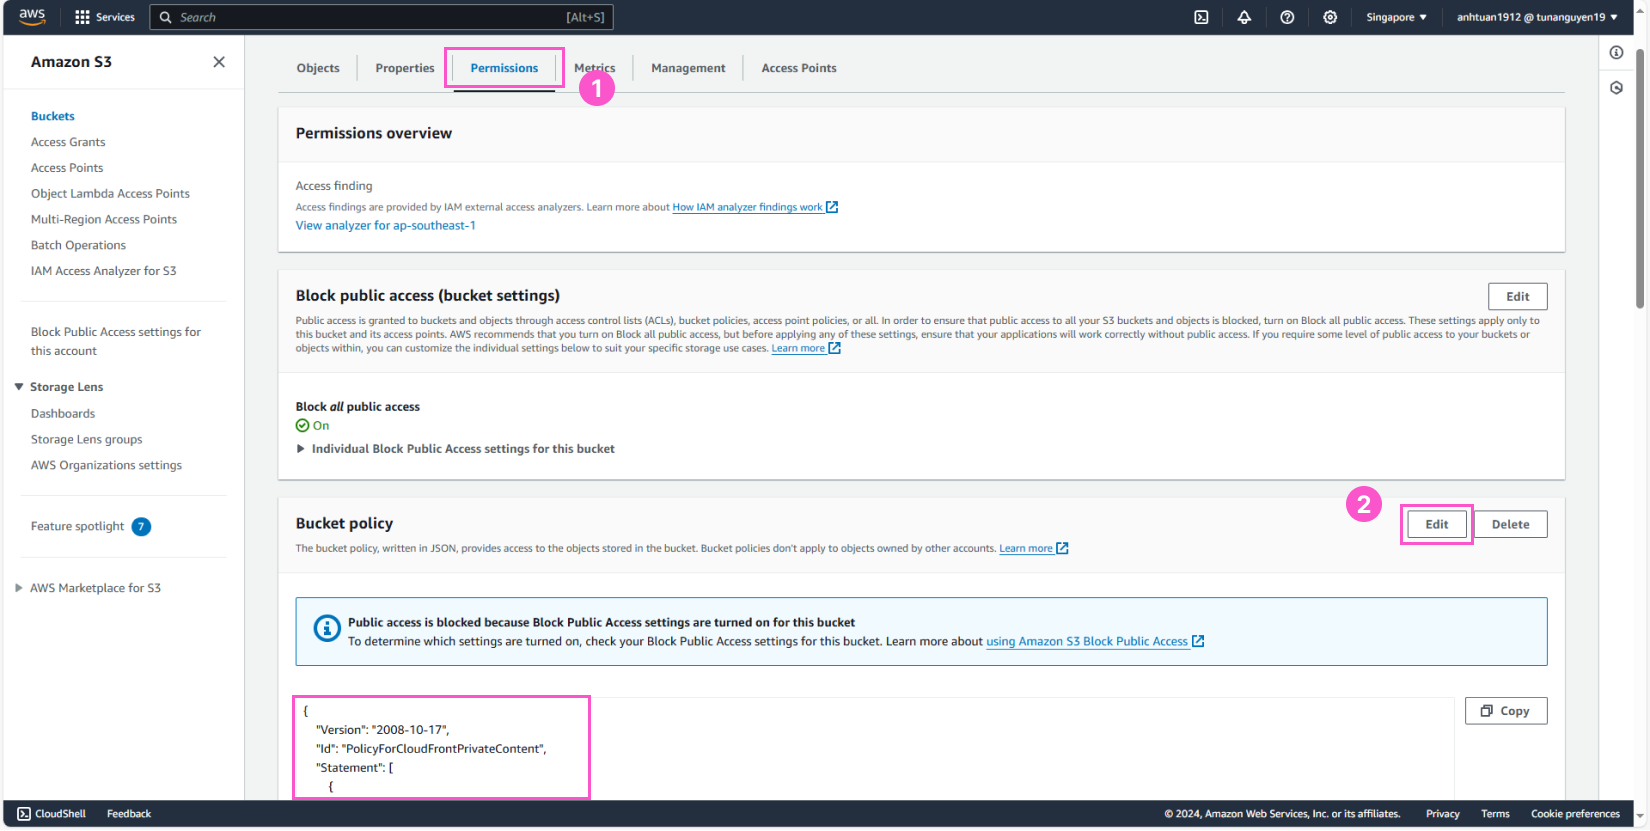 aws
Services
Search
[Alt+S]
Singapore ▼
anhtuan1912 @ tunanguyen19 ▼
Amazon S3
Buckets
Access Grants
Access Points
Object Lambda Access Points
Multi-Region Access Points
Batch Operations
IAM Access Analyzer for S3
Block Public Access settings for
this account
Storage Lens
Dashboards
Storage Lens groups
AWS Organizations settings
Feature spotlight 7
AWS Marketplace for S3
Objects
Properties
Permissions
Metrics
Management
Access Points
1
Permissions overview
Access finding
Access findings are provided by IAM external access analyzers. Learn more about How IAM analyzer findings work
View analyzer for ap-southeast-1
Block public access (bucket settings)
Edit
Public access is granted to buckets and objects through access control lists (ACLs), bucket policies, access point policies, or all. In order to ensure that public access to all your S3 buckets and objects is blocked, turn on Block all public access. These settings apply only to
this bucket and its access points. AWS recommends that you turn on Block all public access, but before applying any of these settings, ensure that your applications will work correctly without public access. If you require some level of public access to your buckets or
objects within, you can customize the individual settings below to suit your specific storage use cases. Learn more
Block all public access
On
Individual Block Public Access settings for this bucket
2
Bucket policy
Edit
Delete
The bucket policy, written in JSON, provides access to the objects stored in the bucket. Bucket policies don't apply to objects owned by other accounts. Learn more
Public access is blocked because Block Public Access settings are turned on for this bucket
To determine which settings are turned on, check your Block Public Access settings for this bucket. Learn more about using Amazon S3 Block Public Access
Copy
{
"Version": "2008-10-17",
"Id": "PolicyForCloudFrontPrivateContent",
"Statement": [
{
CloudShell
Feedback
© 2024, Amazon Web Services, Inc. or its affiliates.
Privacy
Terms
Cookie preferences